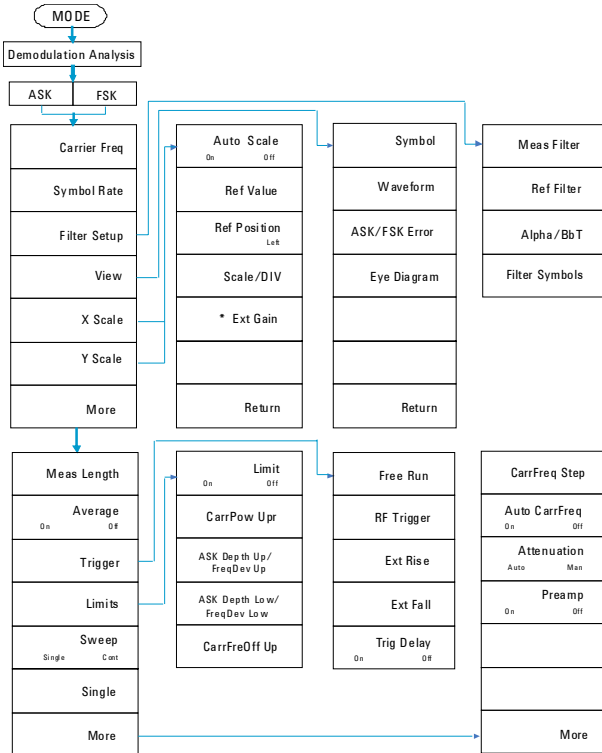 MODE
Demodulation Analysis
ASK FSK
Carrier Freq
Symbol Rate
Filter Setup
View
X Scale
Y Scale
More
Auto Scale
On Off
Ref Value
Ref Position
Left
Scale/DIV
* Ext Gain
Return
Symbol
Waveform
ASK/FSK Error
Eye Diagram
Return
Meas Filter
Ref Filter
Alpha/BbT
Filter Symbols
Meas Length
Average
On Off
Trigger
Limits
Sweep
Single Cont
Single
More
Limit
On Off
CarrPow Upr
ASK Depth Up/
FreqDev Up
ASK Depth Low/
FreqDev Low
CarrFreOff Up
Free Run
RF Trigger
Ext Rise
Ext Fall
Trig Delay
On Off
CarrFreq Step
Auto CarrFreq
On Off
Attenuation
Auto Man
Preamp
On Off
More